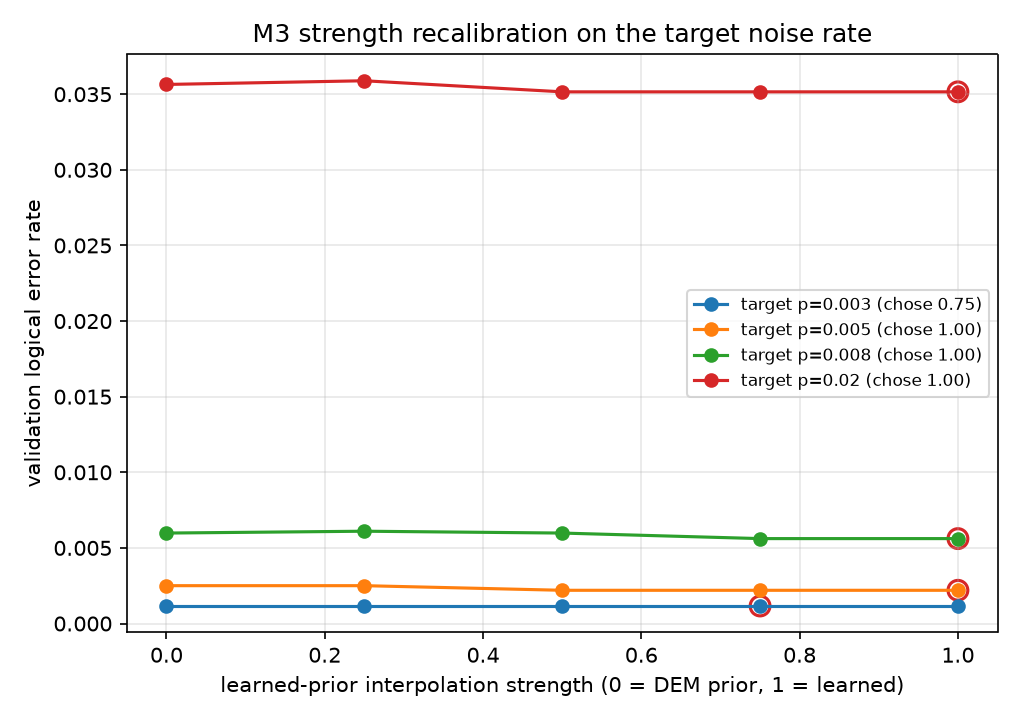 M3 strength recalibration on the target noise rate
validation logical error rate
0.035
0.030
0.025
0.020
0.015
0.010
0.005
0.000
target p=0.003 (chose 0.75)
target p=0.005 (chose 1.00)
target p=0.008 (chose 1.00)
target p=0.02 (chose 1.00)
0.0 0.2 0.4 0.6 0.8 1.0
learned-prior interpolation strength (0 = DEM prior, 1 = learned)